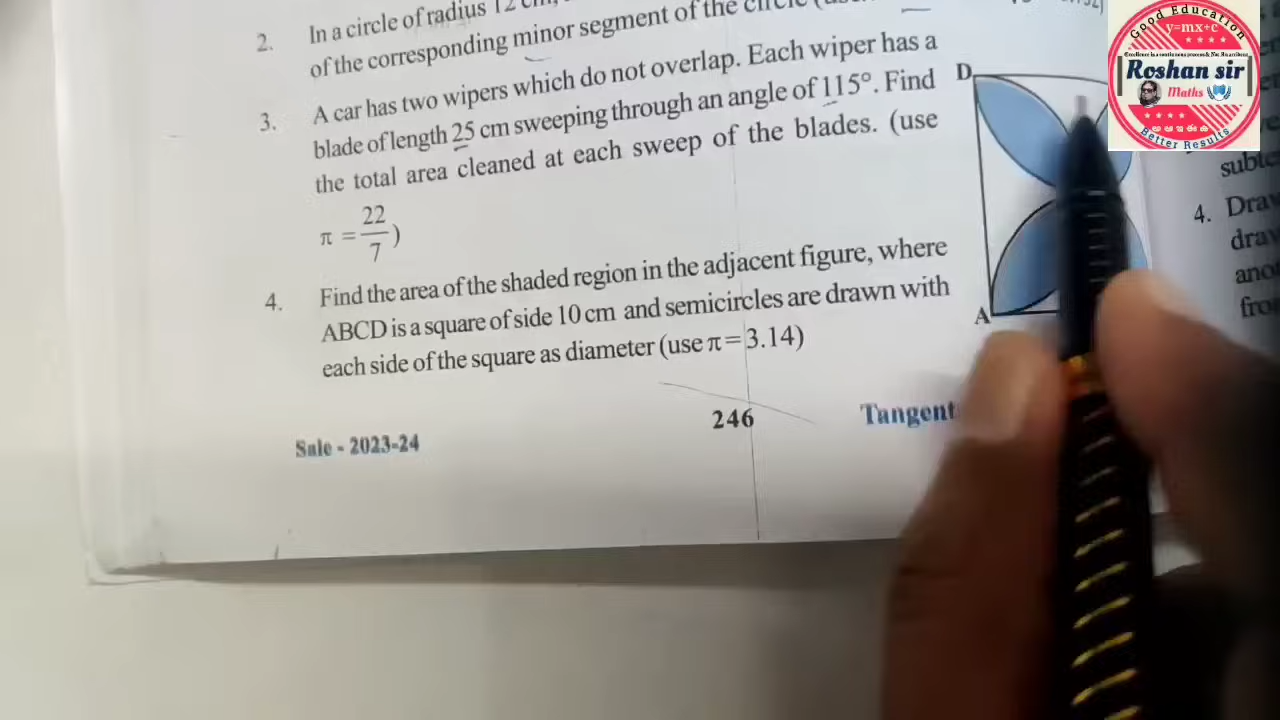 2. In a circle of radius 12 cm,
of the corresponding minor segment of the circle
3. A car has two wipers which do not overlap. Each wiper has a
blade of length 25 cm sweeping through an angle of 115°. Find
the total area cleaned at each sweep of the blades. (use
π = 22/7)
4. Find the area of the shaded region in the adjacent figure, where
ABCD is a square of side 10 cm and semicircles are drawn with
each side of the square as diameter (use π = 3.14)
D
A
246
Tangent
Sale - 2023-24
4. Draw
Good Education
y=mx+c
Roshan sir
Maths
Better Results